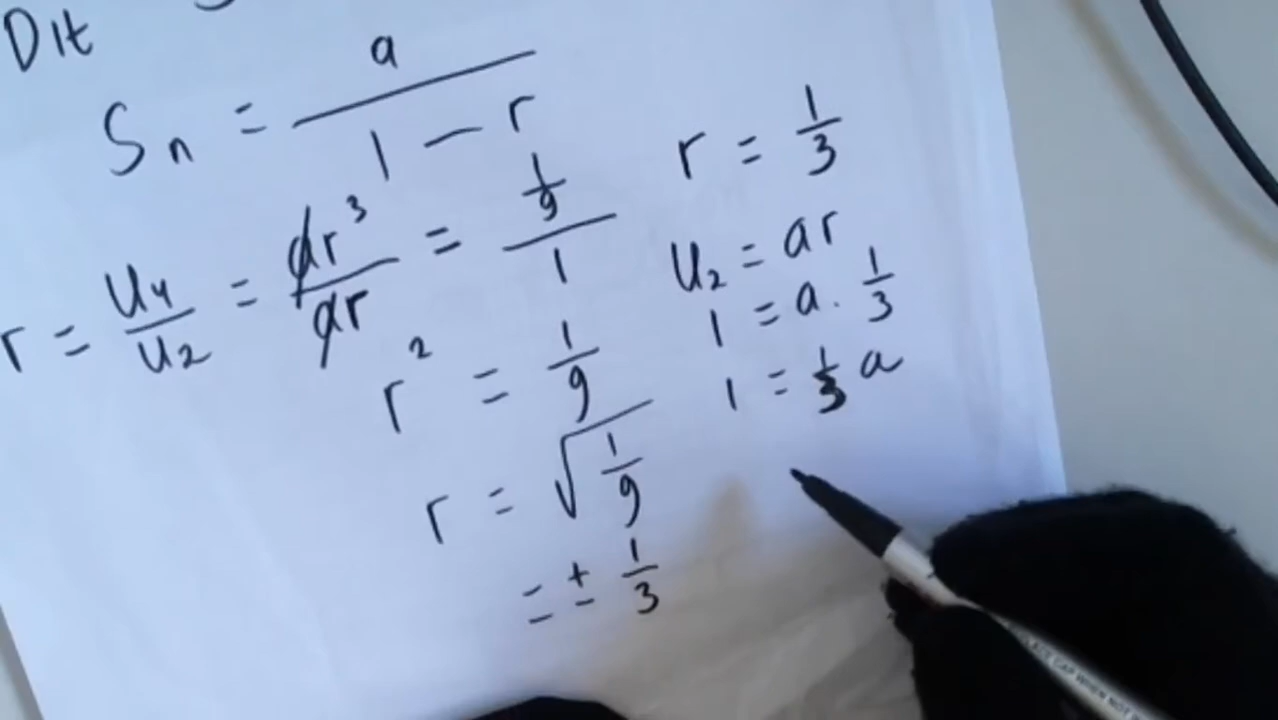 Dit
Sn = a / 1 - r
r = U4 / U2 = ar³ / ar = 1/9 / 1
r² = 1/9
r = √1/9
= ± 1/3
r = 1/3
U2 = ar
1 = a . 1/3
1 = 1/3 a